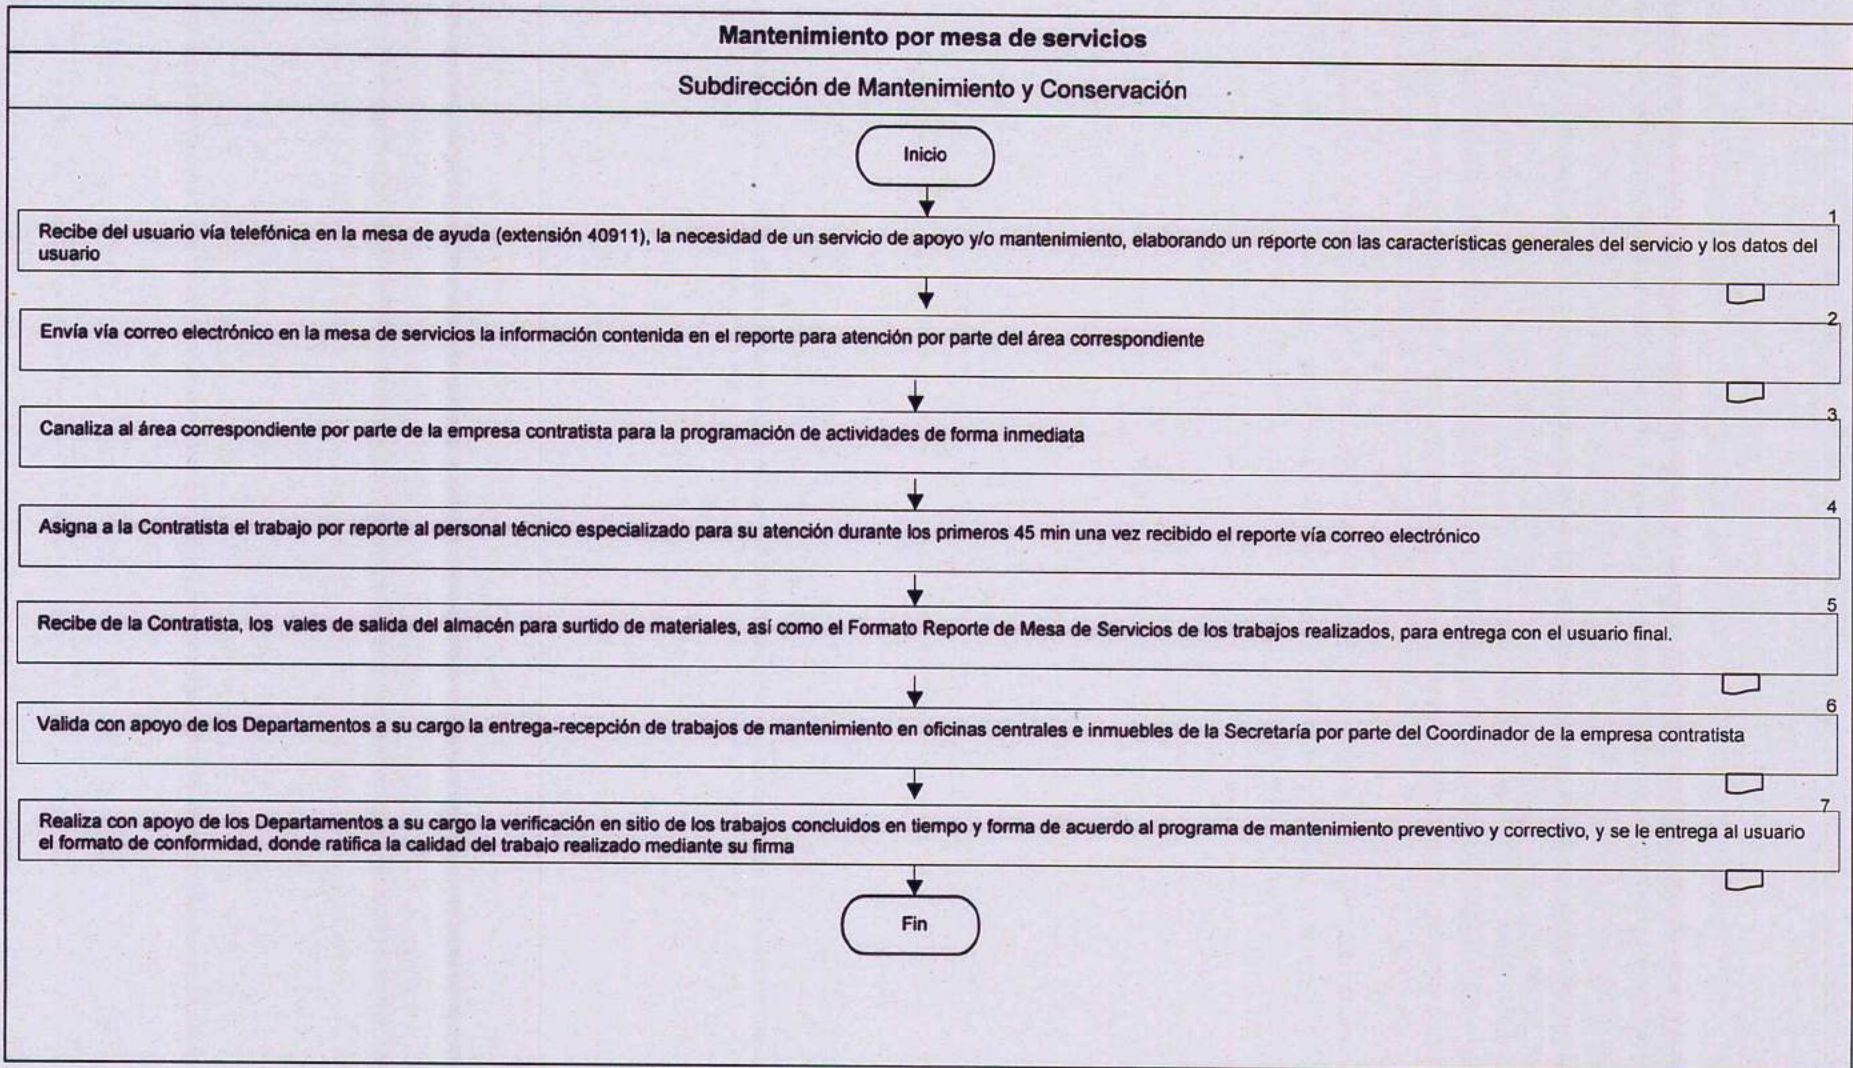 Mantenimiento por mesa de servicios
Subdirección de Mantenimiento y Conservación
Inicio
1
Recibe del usuario vía telefónica en la mesa de ayuda (extensión 40911), la necesidad de un servicio de apoyo y/o mantenimiento, elaborando un reporte con las características generales del servicio y los datos del
usuario
2
Envía vía correo electrónico en la mesa de servicios la información contenida en el reporte para atención por parte del área correspondiente
3
Canaliza al área correspondiente por parte de la empresa contratista para la programación de actividades de forma inmediata
4
Asigna a la Contratista el trabajo por reporte al personal técnico especializado para su atención durante los primeros 45 min una vez recibido el reporte vía correo electrónico
5
Recibe de la Contratista, los vales de salida del almacén para surtido de materiales, así como el Formato Reporte de Mesa de Servicios de los trabajos realizados, para entrega con el usuario final.
6
Valida con apoyo de los Departamentos a su cargo la entrega-recepción de trabajos de mantenimiento en oficinas centrales e inmuebles de la Secretaría por parte del Coordinador de la empresa contratista
7
Realiza con apoyo de los Departamentos a su cargo la verificación en sitio de los trabajos concluidos en tiempo y forma de acuerdo al programa de mantenimiento preventivo y correctivo, y se le entrega al usuario
el formato de conformidad, donde ratifica la calidad del trabajo realizado mediante su firma
Fin